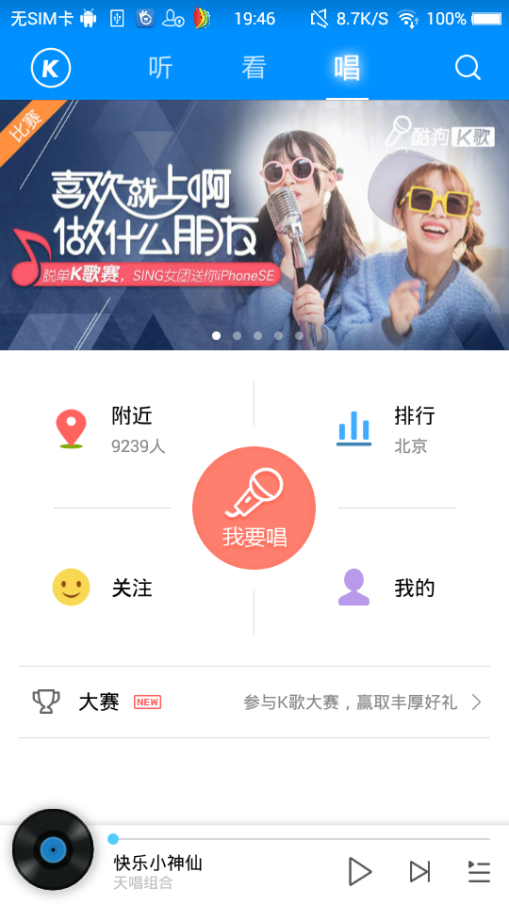 无SIM卡 19:46 8.7K/S 100%
K 听 看 唱
比赛
酷狗K歌
喜欢就上啊
做什么朋友
脱单K歌赛，SING女团送你iPhoneSE
附近
9239人
排行
北京
我要唱
关注
我的
大赛 NEW 参与K歌大赛，赢取丰厚好礼
快乐小神仙
天唱组合